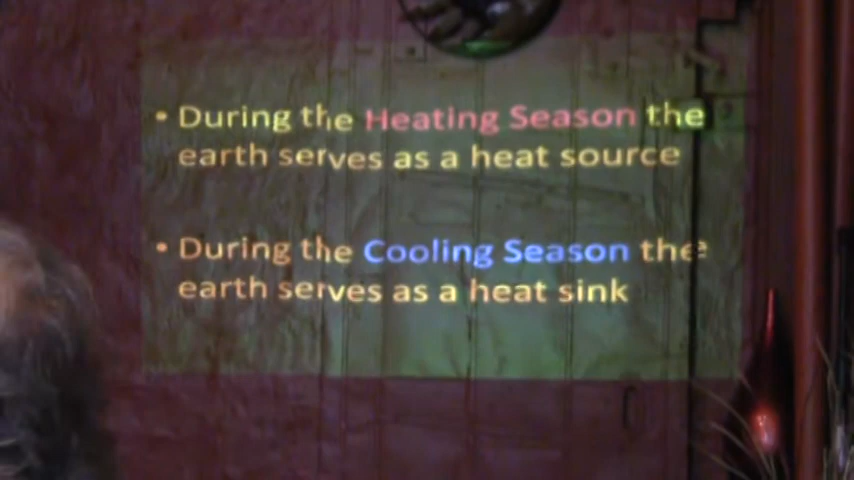 • During the Heating Season the
earth serves as a heat source
• During the Cooling Season the
earth serves as a heat sink